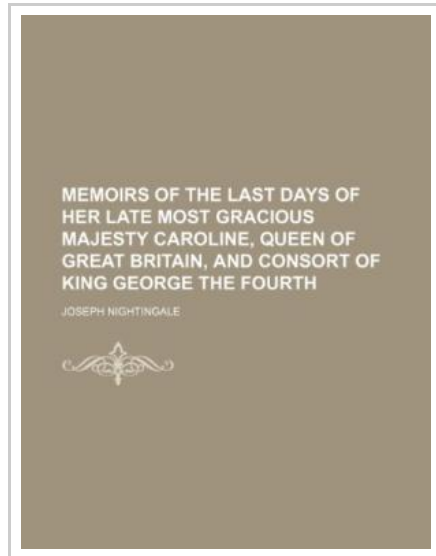 MEMOIRS OF THE LAST DAYS OF
HER LATE MOST GRACIOUS
MAJESTY CAROLINE, QUEEN OF
GREAT BRITAIN, AND CONSORT OF
KING GEORGE THE FOURTH
JOSEPH NIGHTINGALE